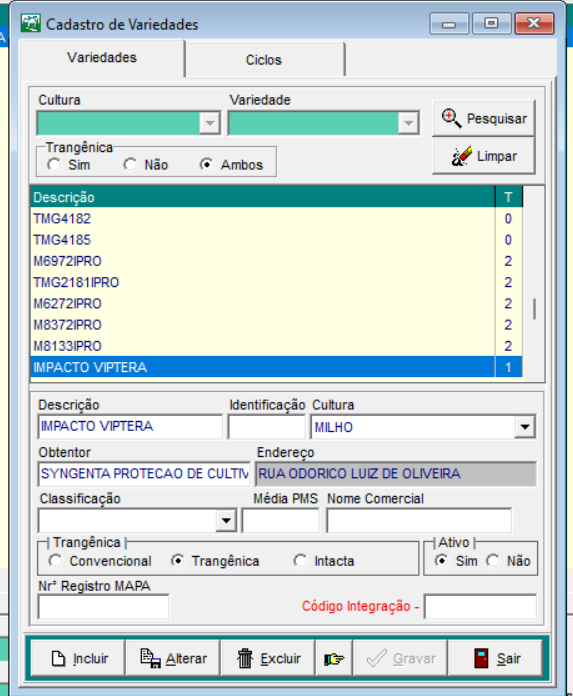 Cadastro de Variedades
Variedades Ciclos
Cultura Variedade
Pesquisar
Trangênica
Sim Não Ambos
Limpar
Descrição T
TMG4182 0
TMG4185 0
M6972IPRO 2
TMG2181IPRO 2
M6272IPRO 2
M8372IPRO 2
M8133IPRO 2
IMPACTO VIPTERA 1
Descrição Identificação Cultura
IMPACTO VIPTERA MILHO
Obtentor Endereço
SYNGENTA PROTECAO DE CULTIV RUA ODORICO LUIZ DE OLIVEIRA
Classificação Média PMS Nome Comercial
| Trangênica | | Ativo |
Convencional Trangênica Intacta Sim Não
Nr° Registro MAPA
Código Integração -
Incluir Alterar Excluir Gravar Sair